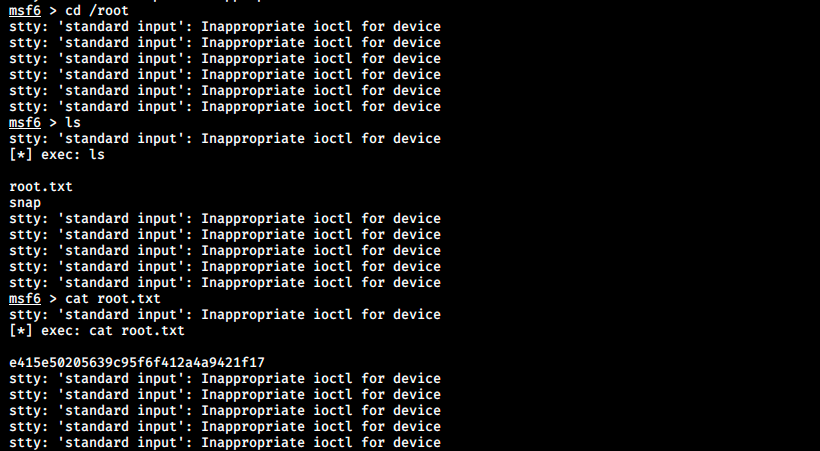 msf6 > cd /root
stty: 'standard input': Inappropriate ioctl for device
stty: 'standard input': Inappropriate ioctl for device
stty: 'standard input': Inappropriate ioctl for device
stty: 'standard input': Inappropriate ioctl for device
stty: 'standard input': Inappropriate ioctl for device
stty: 'standard input': Inappropriate ioctl for device
msf6 > ls
stty: 'standard input': Inappropriate ioctl for device
[*] exec: ls

root.txt
snap
stty: 'standard input': Inappropriate ioctl for device
stty: 'standard input': Inappropriate ioctl for device
stty: 'standard input': Inappropriate ioctl for device
stty: 'standard input': Inappropriate ioctl for device
stty: 'standard input': Inappropriate ioctl for device
msf6 > cat root.txt
stty: 'standard input': Inappropriate ioctl for device
[*] exec: cat root.txt

e415e50205639c95f6f412a4a9421f17
stty: 'standard input': Inappropriate ioctl for device
stty: 'standard input': Inappropriate ioctl for device
stty: 'standard input': Inappropriate ioctl for device
stty: 'standard input': Inappropriate ioctl for device
stty: 'standard input': Inappropriate ioctl for device